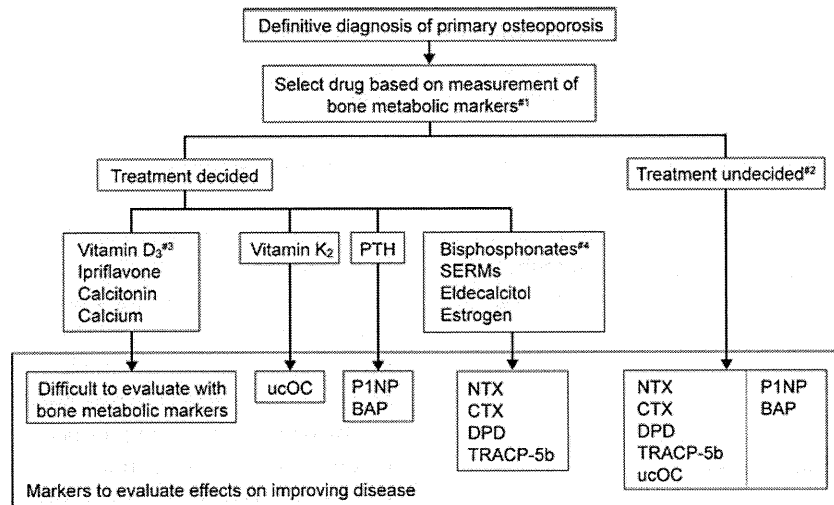 Definitive diagnosis of primary osteoporosis
Select drug based on measurement of
bone metabolic markers#1
Treatment decided
Treatment undecided#2
Vitamin D3#3
Ipriflavone
Calcitonin
Calcium
Vitamin K2
PTH
Bisphosphonates#4
SERMs
Eldecalcitol
Estrogen
Difficult to evaluate with
bone metabolic markers
ucOC
P1NP
BAP
NTX
CTX
DPD
TRACP-5b
NTX
CTX
DPD
TRACP-5b
ucOC
P1NP
BAP
Markers to evaluate effects on improving disease